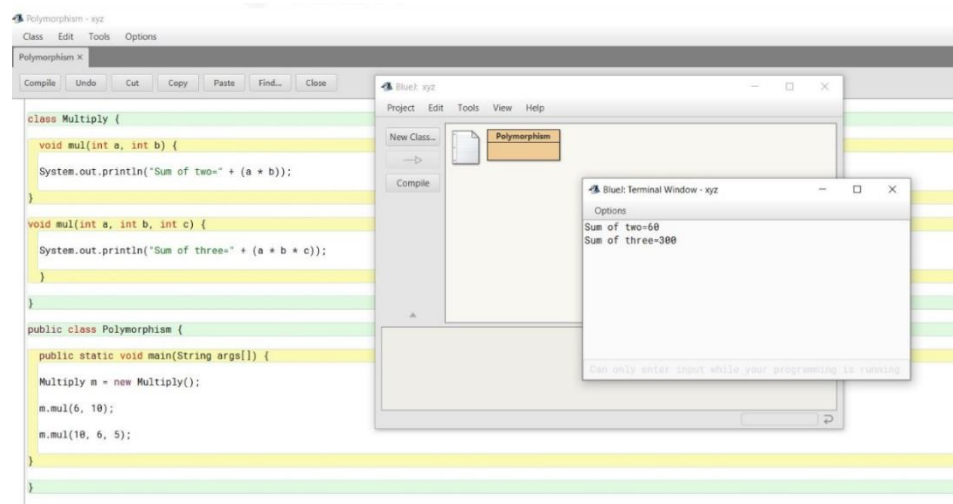 Polymorphism - xyz
Class Edit Tools Options
Polymorphism ×
Compile Undo Cut Copy Paste Find... Close
class Multiply {
void mul(int a, int b) {
System.out.println("Sum of two=" + (a * b));
}
void mul(int a, int b, int c) {
System.out.println("Sum of three=" + (a * b * c));
}
}
public class Polymorphism {
public static void main(String args[]) {
Multiply m = new Multiply();
m.mul(6, 10);
m.mul(10, 6, 5);
}
}
BlueJ: xyz
Project Edit Tools View Help
New Class...
Compile
Polymorphism
BlueJ: Terminal Window - xyz
Options
Sum of two=60
Sum of three=300
Can only enter input while your programming is running